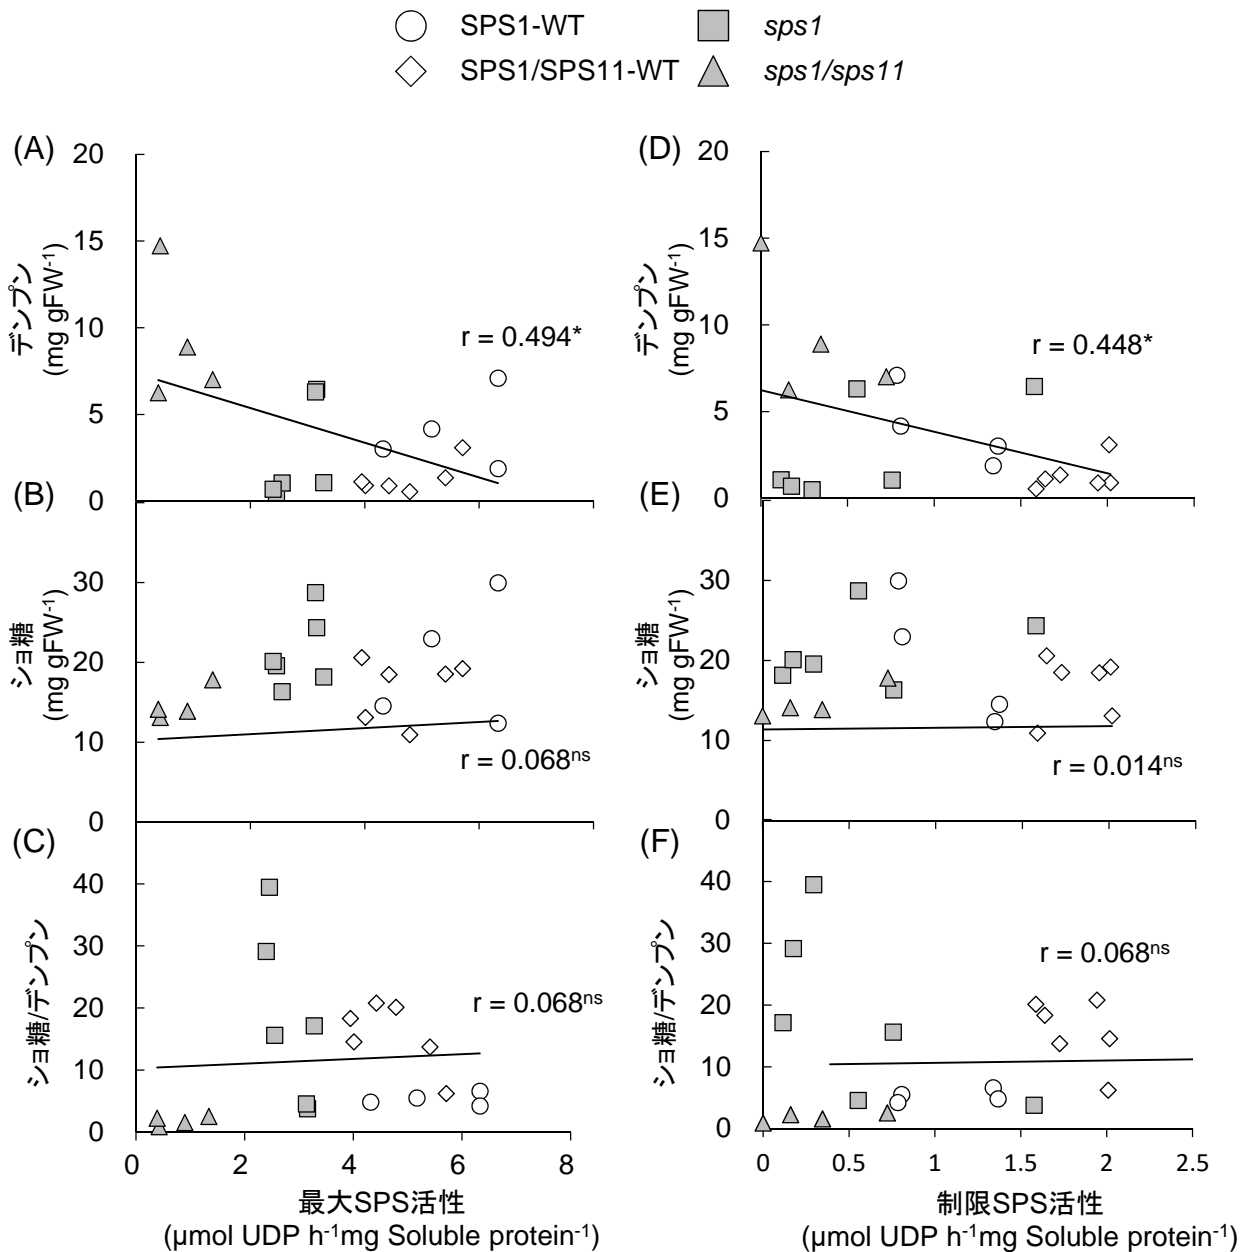 SPS1-WT
sps1
SPS1/SPS11-WT
sps1/sps11
(A)
20
15
10
5
0
デンプン
(mg gFW⁻¹)
r = 0.494*
(B)
30
20
10
0
ショ糖
(mg gFW⁻¹)
r = 0.068ⁿˢ
(C)
40
30
20
10
0
ショ糖/デンプン
r = 0.068ⁿˢ
0 2 4 6 8
最大SPS活性
(μmol UDP h⁻¹mg Soluble protein⁻¹)
(D)
20
15
10
5
0
デンプン
(mg gFW⁻¹)
r = 0.448*
(E)
30
20
10
0
ショ糖
(mg gFW⁻¹)
r = 0.014ⁿˢ
(F)
40
30
20
10
0
ショ糖/デンプン
r = 0.068ⁿˢ
0 0.5 1 1.5 2 2.5
制限SPS活性
(μmol UDP h⁻¹mg Soluble protein⁻¹)